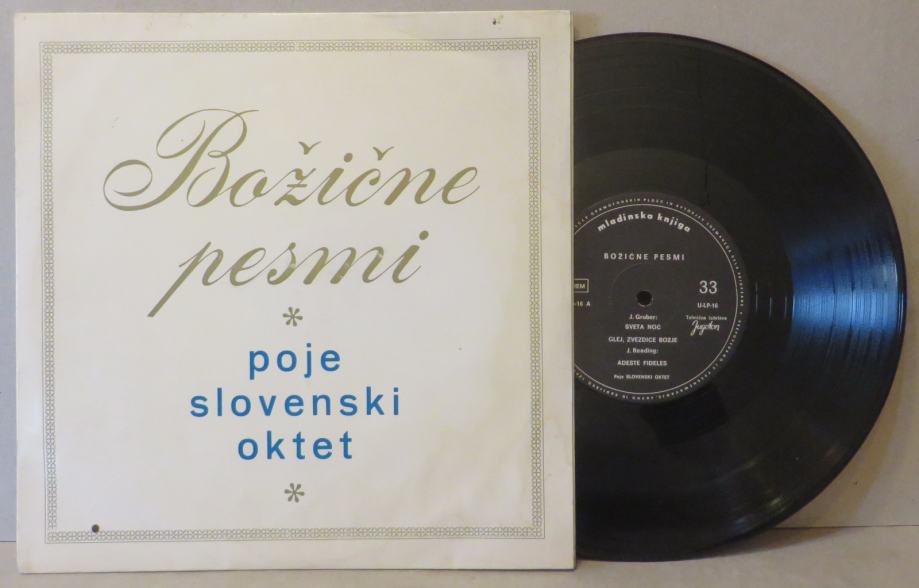 Božične
pesmi
*
poje
slovenski
oktet
*
mladinska knjiga
BOŽIČNE PESMI
33
U-LP-16
Jugoton
J. Gruber:
SVETA NOČ
GLEJ, ZVEZDICE BOŽJE
J. Reading:
ADESTE FIDELES
Poje SLOVENSKI OKTET